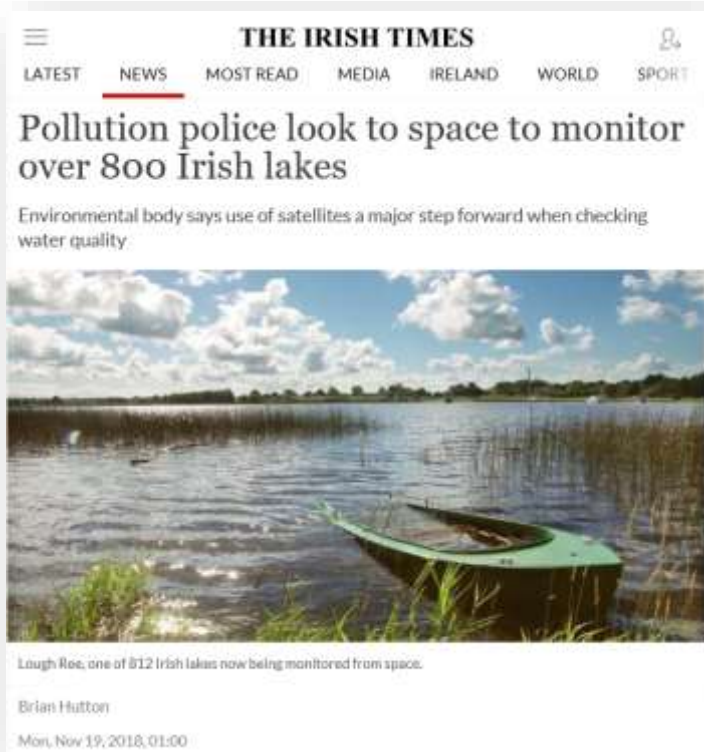 THE IRISH TIMES
LATEST NEWS MOST READ MEDIA IRELAND WORLD SPORT
Pollution police look to space to monitor
over 800 Irish lakes
Environmental body says use of satellites a major step forward when checking
water quality
Lough Ree, one of 812 Irish lakes now being monitored from space.
Brian Hutton
Mon, Nov 19, 2018, 01:00